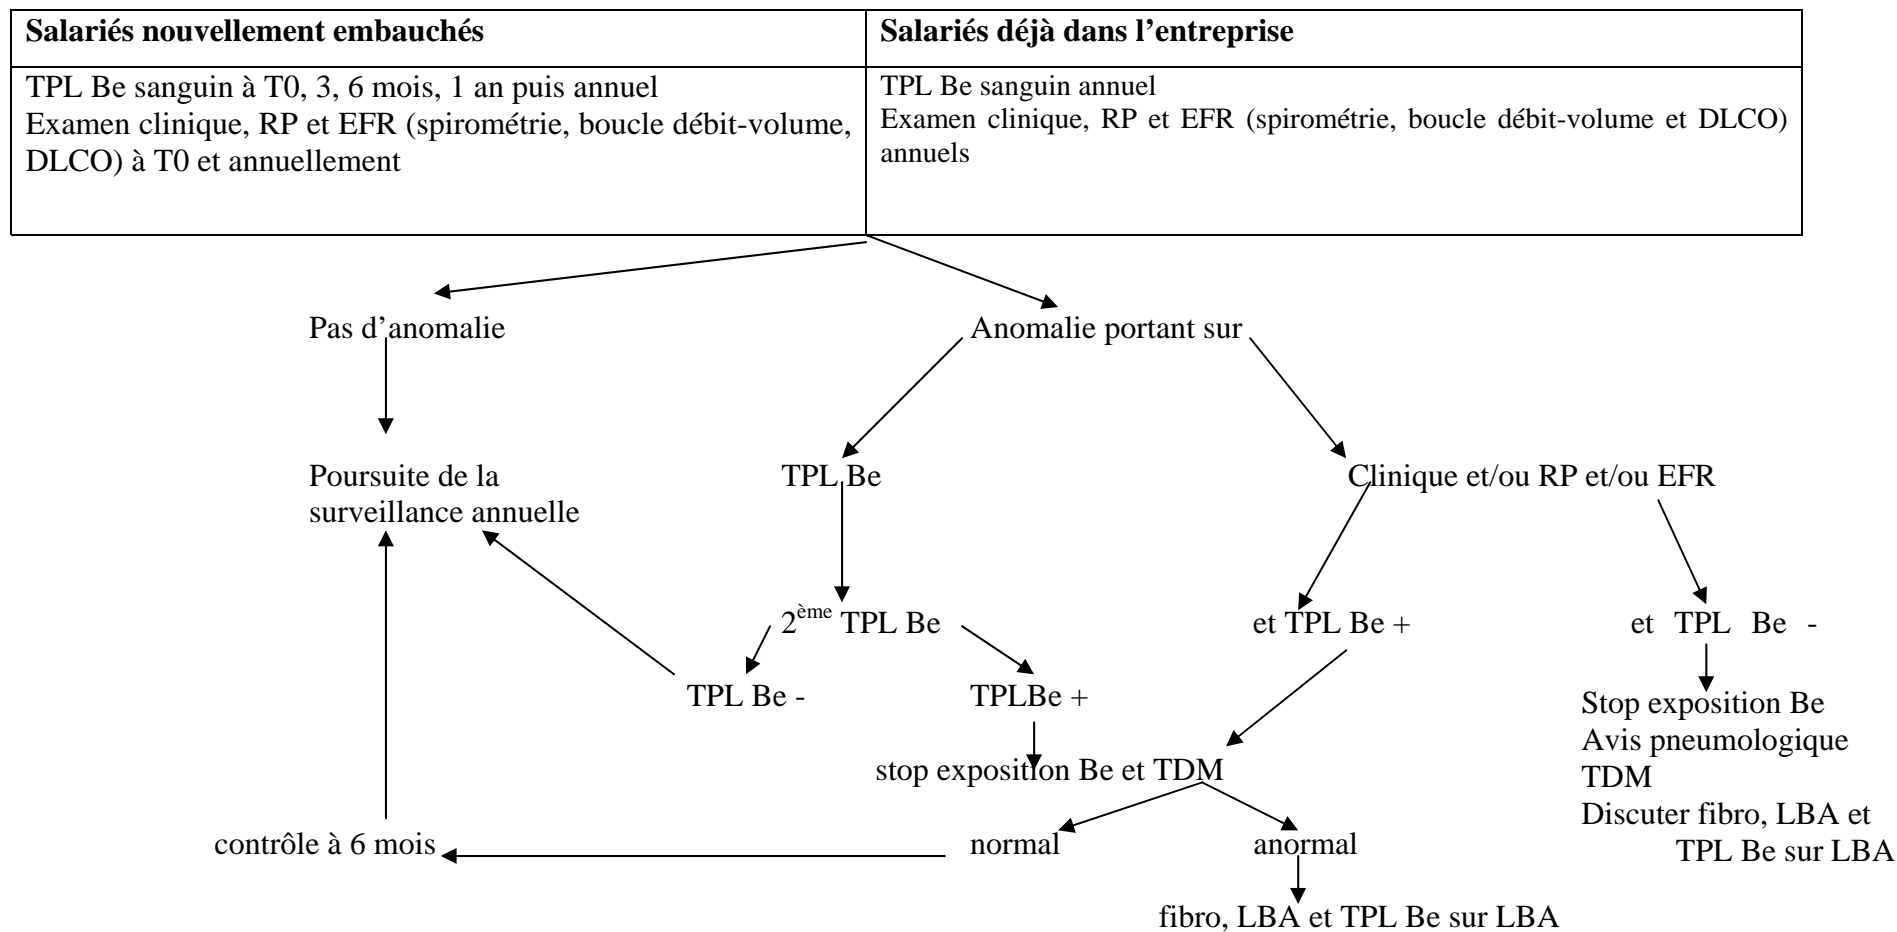 Salariés nouvellement embauchés
Salariés déjà dans l’entreprise
TPL Be sanguin à T0, 3, 6 mois, 1 an puis annuel
Examen clinique, RP et EFR (spirométrie, boucle débit-volume,
DLCO) à T0 et annuellement
TPL Be sanguin annuel
Examen clinique, RP et EFR (spirométrie, boucle débit-volume et DLCO)
annuels
Pas d’anomalie
Anomalie portant sur
Poursuite de la
surveillance annuelle
TPL Be
Clinique et/ou RP et/ou EFR
2ème TPL Be
et TPL Be +
et TPL Be -
TPL Be -
TPLBe +
Stop exposition Be
Avis pneumologique
TDM
Discuter fibro, LBA et
TPL Be sur LBA
stop exposition Be et TDM
contrôle à 6 mois
normal
anormal
fibro, LBA et TPL Be sur LBA